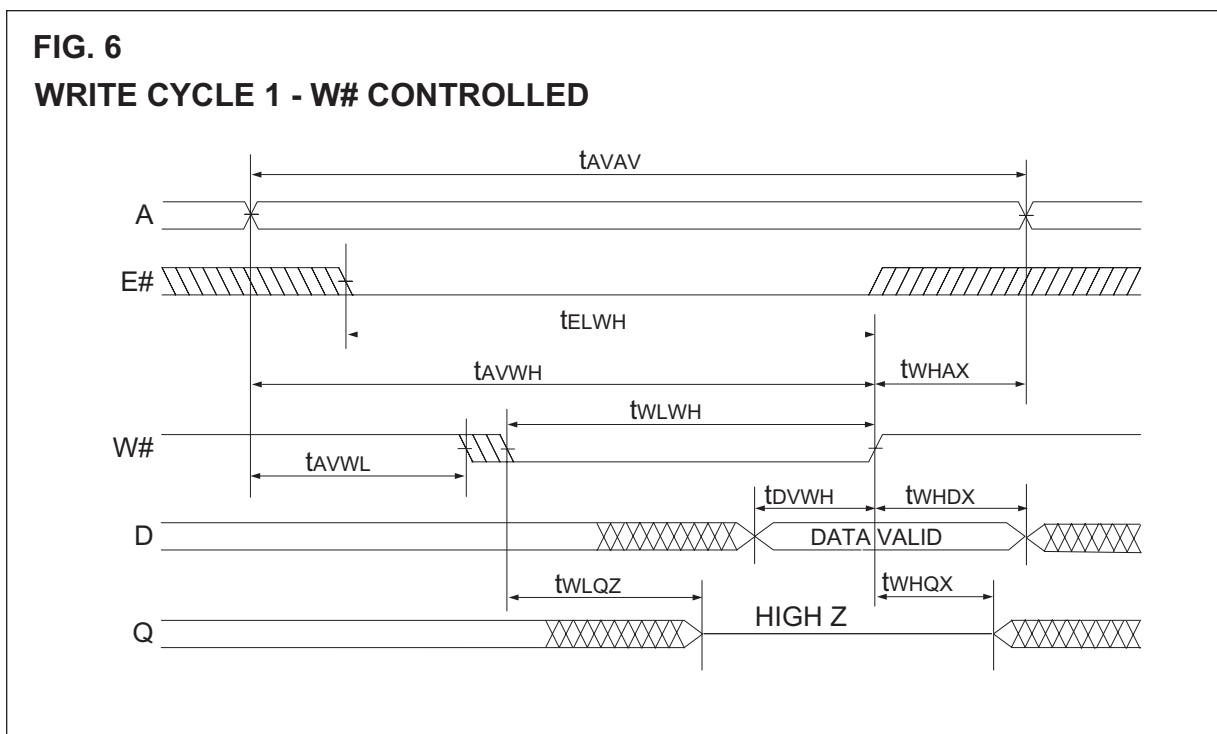 FIG. 6
WRITE CYCLE 1 - W# CONTROLLED
tAVAV
A
E#
tELWH
tAVWH
tWHAX
tWLWH
W#
tAVWL
tDVWH
tWHDX
D
DATA VALID
tWLQZ
tWHQX
HIGH Z
Q